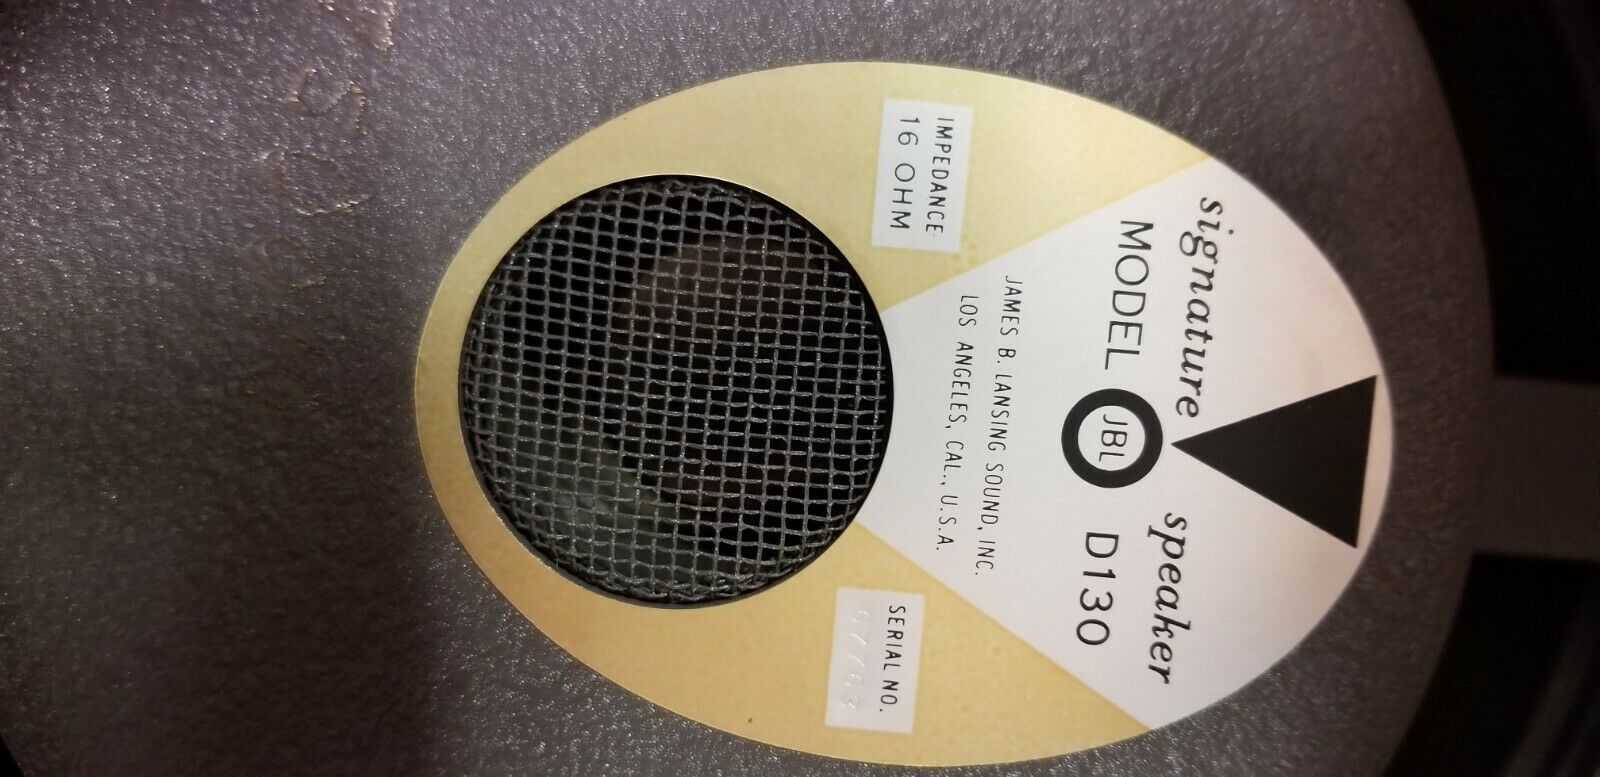 signature speaker
MODEL JBL D130
JAMES B. LANSING SOUND, INC.
LOS ANGELES, CAL., U.S.A.
IMPEDANCE
16 OHM
SERIAL NO.